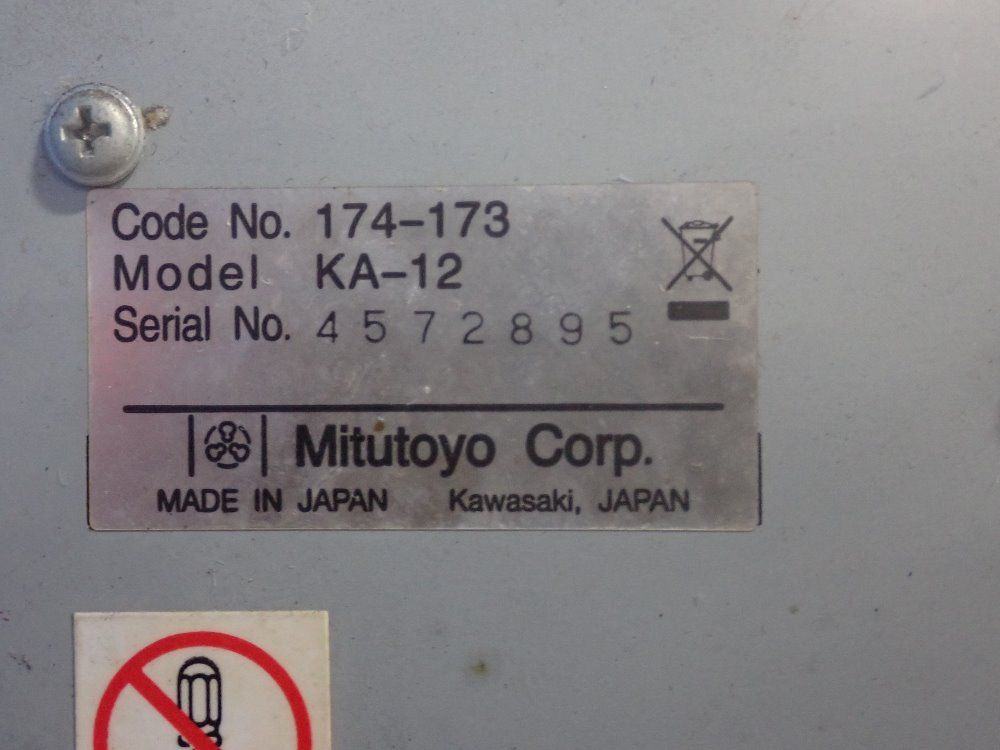 Code No. 174-173
Model KA-12
Serial No. 4572895
Mitutoyo Corp.
MADE IN JAPAN Kawasaki, JAPAN